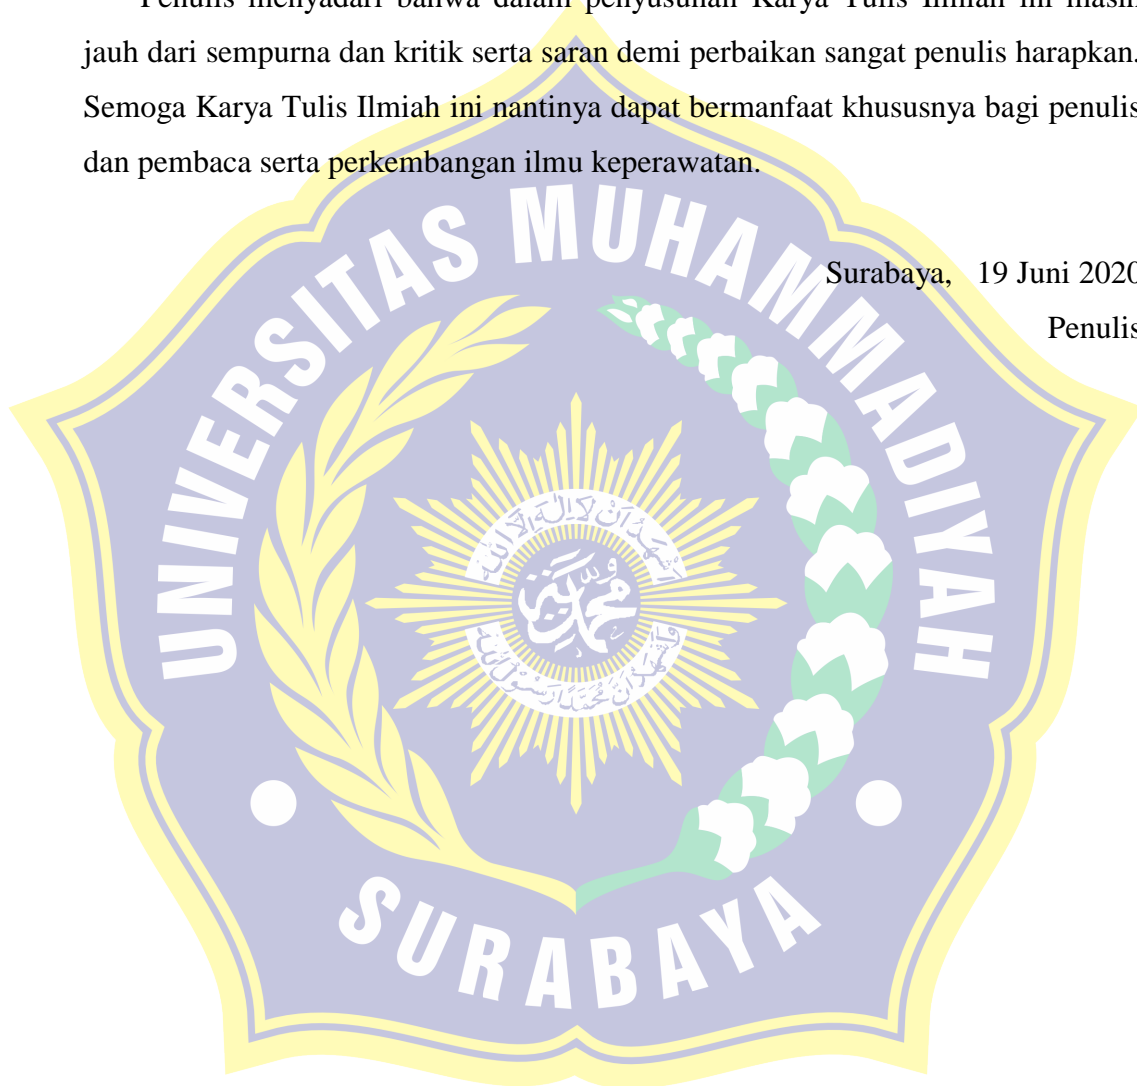 Penulis menyadari bahwa dalam penyusunan Karya Tulis Ilmiah ini masih
jauh dari sempurna dan kritik serta saran demi perbaikan sangat penulis harapkan.
Semoga Karya Tulis Ilmiah ini nantinya dapat bermanfaat khususnya bagi penulis
dan pembaca serta perkembangan ilmu keperawatan.
Surabaya, 19 Juni 2020
Penulis
UNIVERSITAS MUHAMMADIYAH
اَشْهَدُ اَنْ لَا اِلٰهَ اِلَّا اللّٰه
مُحَمَّدِيَّة
وَاَشْهَدُ اَنَّ مُحَمَّدًا رَسُوْلُ اللّٰه
SURABAYA